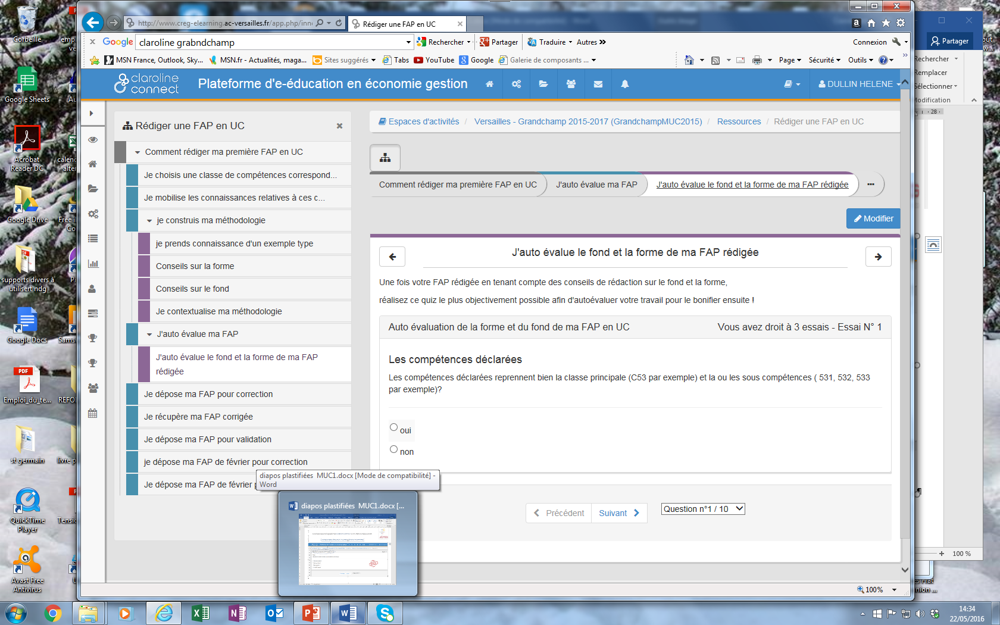 Corbeille
Google Sheets
Acrobat
Reader DC
Google Drive
supports divers à
utilisert ndg
Google Docs
Emploi_du_te...
st germain
QuickTime
Player
Avast Free
Antivirus
http://www.creg-elearning.ac-versailles.fr/app.php/inn
Rédiger une FAP en UC
Google
claroline grabndchamp
Rechercher
Partager
Traduire
Autres
Connexion
MSN France, Outlook, Sky...
MSN.fr - Actualités, maga...
Sites suggérés
Tabs
YouTube
Google
Galerie de composants ...
Page
Sécurité
Outils
claroline
connect
Plateforme d'e-éducation en économie gestion
DULLIN HELENE
Rédiger une FAP en UC
Comment rédiger ma première FAP en UC
Je choisis une classe de compétences correspond...
Je mobilise les connaissances relatives à ces c...
je construis ma méthodologie
je prends connaissance d'un exemple type
Conseils sur la forme
Conseils sur le fond
Je contextualise ma méthodologie
J'auto évalue ma FAP
J'auto évalue le fond et la forme de ma FAP
rédigée
Je dépose ma FAP pour correction
Je récupère ma FAP corrigée
Je dépose ma FAP pour validation
je dépose ma FAP de février pour correction
Je dépose ma FAP de février
diapos plastifiées MUC1.docx [Mode de compatibilité] -
Word
diapos plastifiées MUC1.docx [...
Espaces d'activités / Versailles - Grandchamp 2015-2017 (GrandchampMUC2015) / Ressources / Rédiger une FAP en UC
Comment rédiger ma première FAP en UC
J'auto évalue ma FAP
J'auto évalue le fond et la forme de ma FAP rédigée
Modifier
J'auto évalue le fond et la forme de ma FAP rédigée
Une fois votre FAP rédigée en tenant compte des conseils de rédaction sur le fond et la forme,
réalisez ce quiz le plus objectivement possible afin d'autoévaluer votre travail pour le bonifier ensuite !
Auto évaluation de la forme et du fond de ma FAP en UC
Vous avez droit à 3 essais - Essai N° 1
Les compétences déclarées
Les compétences déclarées reprennent bien la classe principale (C53 par exemple) et la ou les sous compétences ( 531, 532, 533
par exemple)?
oui
non
Précédent
Suivant
Question n°1 / 10
100%
Partager
Rechercher
Remplacer
Sélectionner
Modification
28
100 %
14:34
22/05/2016